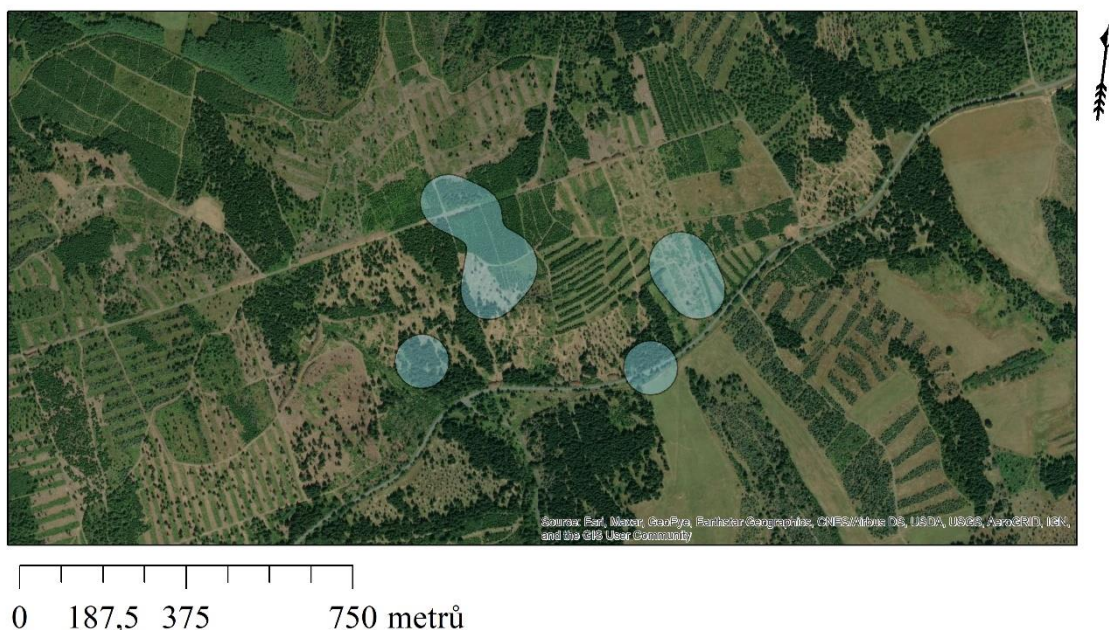 Source: Esri, Maxar, GeoEye, Earthstar Geographics, CNES/Airbus DS, USDA, USGS, AeroGRID, IGN,
and the GIS User Community
0 187,5 375 750 metrů